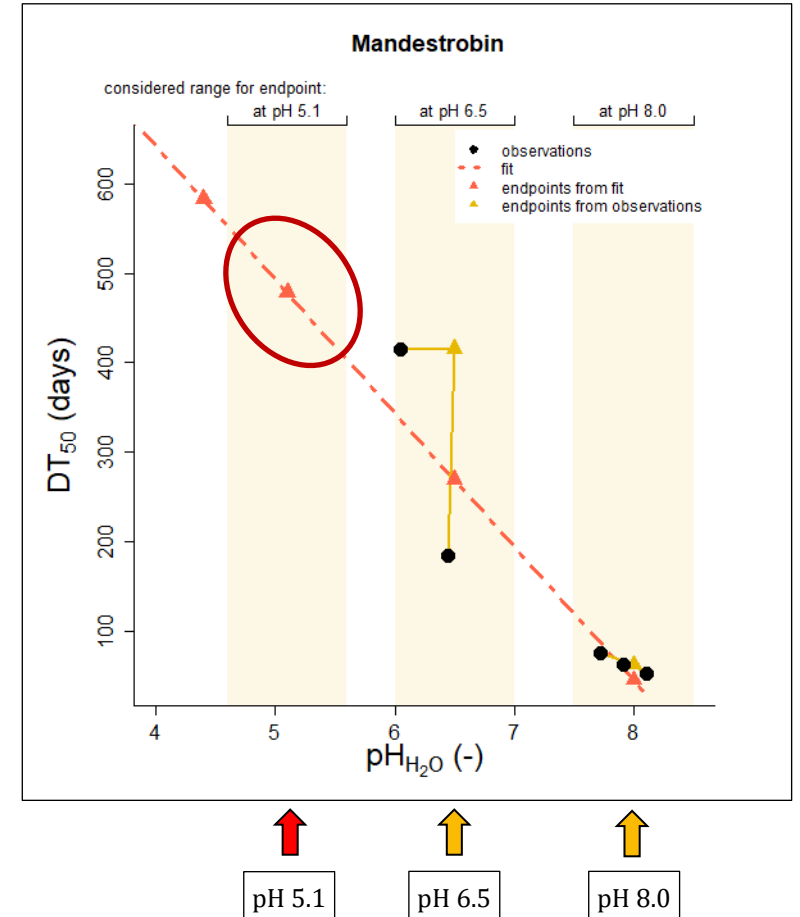 Mandestrobin
considered range for endpoint:
at pH 5.1 at pH 6.5 at pH 8.0
observations
fit
endpoints from fit
endpoints from observations
600
500
400
300
200
100
DT50 (days)
4 5 6 7 8
pHH2O (-)
pH 5.1 pH 6.5 pH 8.0